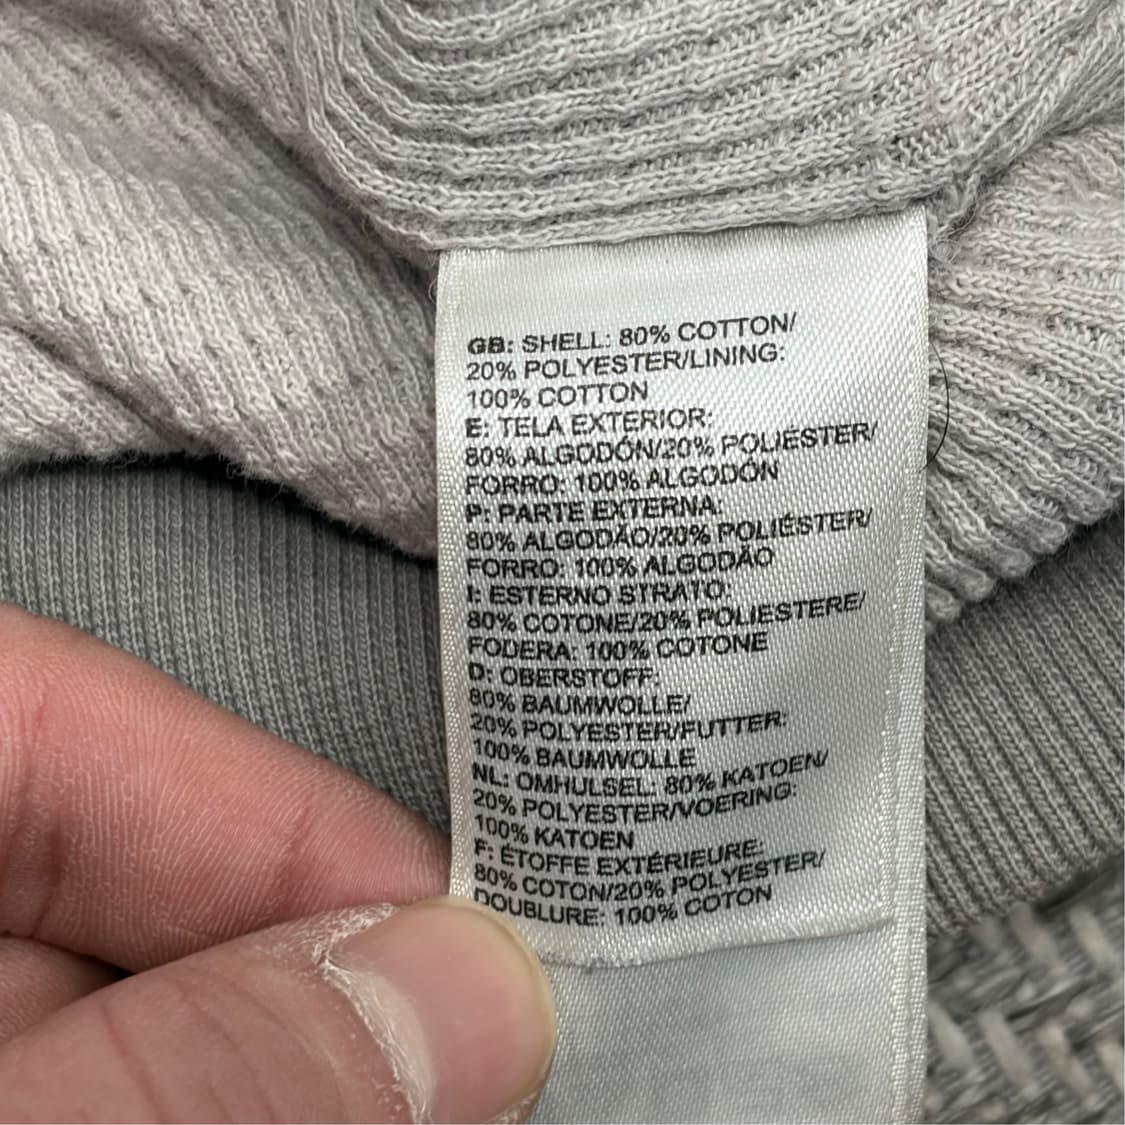 GB: SHELL: 80% COTTON/
20% POLYESTER/LINING:
100% COTTON
E: TELA EXTERIOR:
80% ALGODÓN/20% POLIÉSTER/
FORRO: 100% ALGODÓN
P: PARTE EXTERNA:
80% ALGODÃO/20% POLIÉSTER/
FORRO: 100% ALGODÃO
I: ESTERNO STRATO:
80% COTONE/20% POLIESTERE/
FODERA: 100% COTONE
D: OBERSTOFF:
80% BAUMWOLLE/
20% POLYESTER/FUTTER:
100% BAUMWOLLE
NL: OMHULSEL: 80% KATOEN/
20% POLYESTER/VOERING:
100% KATOEN
F: ÉTOFFE EXTÉRIEURE:
80% COTON/20% POLYESTER/
DOUBLURE: 100% COTON